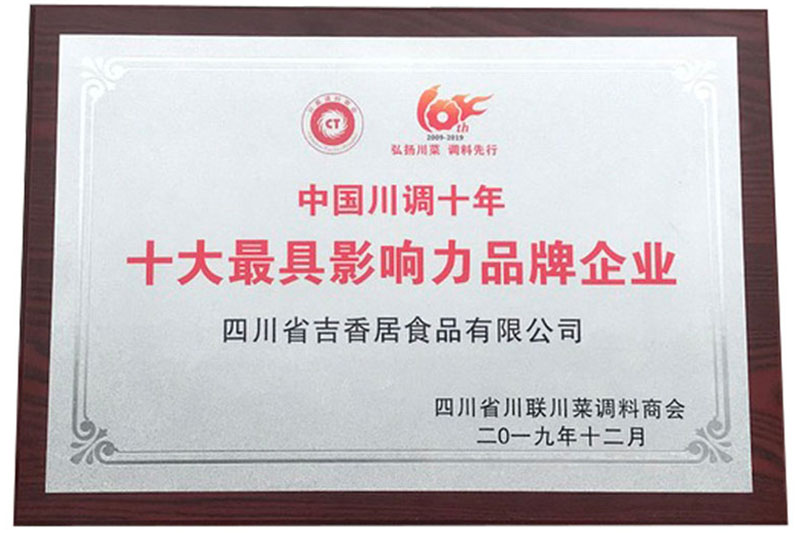 CT
10th
2009-2019
弘扬川菜 调料先行
中国川调十年
十大最具影响力品牌企业
四川省吉香居食品有限公司
四川省川联川菜调料商会
二〇一九年十二月